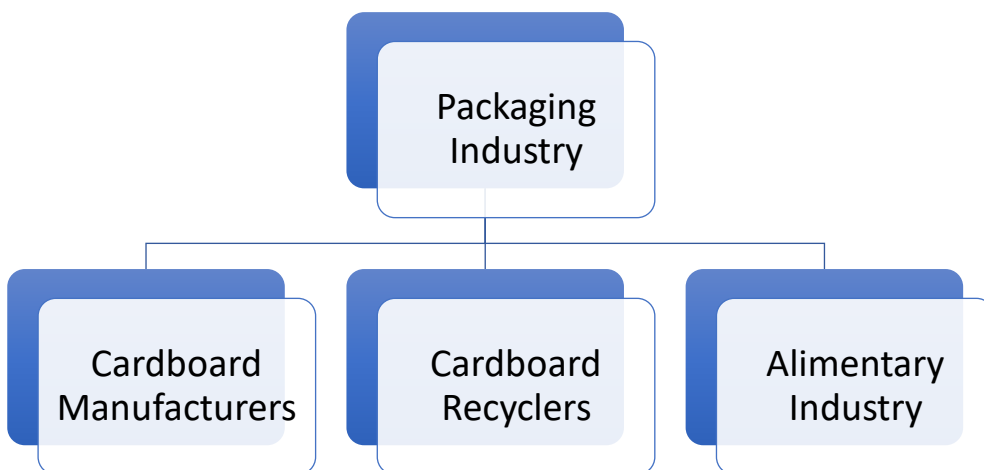 Packaging
Industry
Cardboard
Manufacturers
Cardboard
Recyclers
Alimentary
Industry